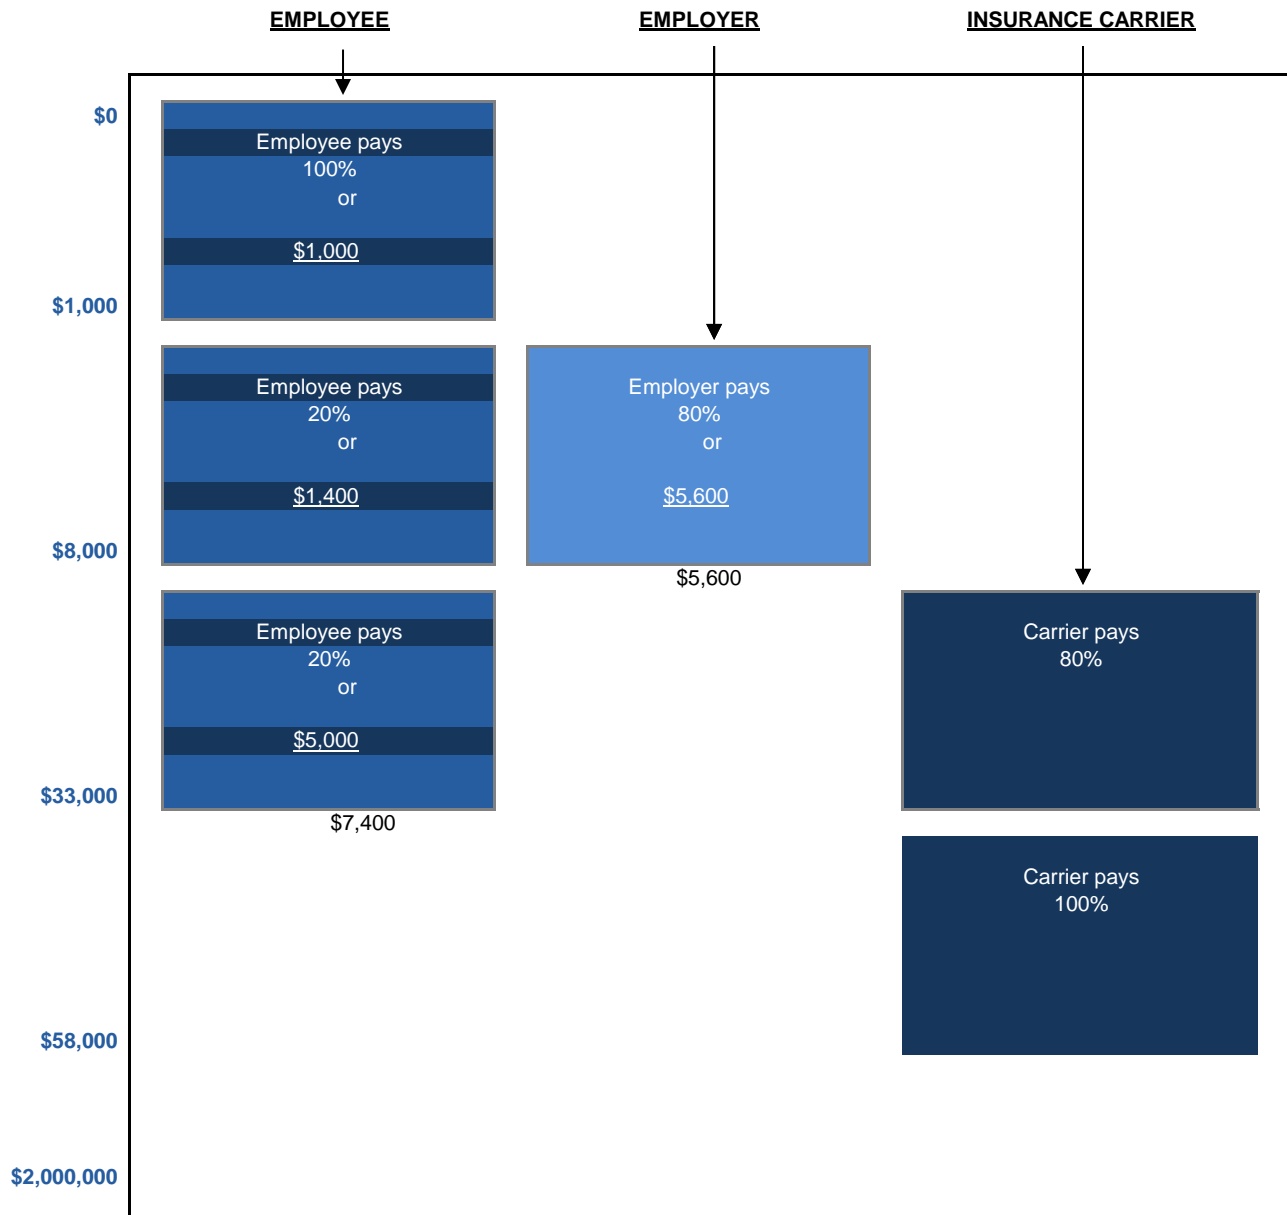 EMPLOYEE EMPLOYER INSURANCE CARRIER
$0
Employee pays
100%
or
$1,000
$1,000
Employee pays Employer pays
20% 80%
or or
$1,400 $5,600
$8,000
$5,600
Employee pays Carrier pays
20% 80%
or
$5,000
$33,000
$7,400
Carrier pays
100%
$58,000
$2,000,000